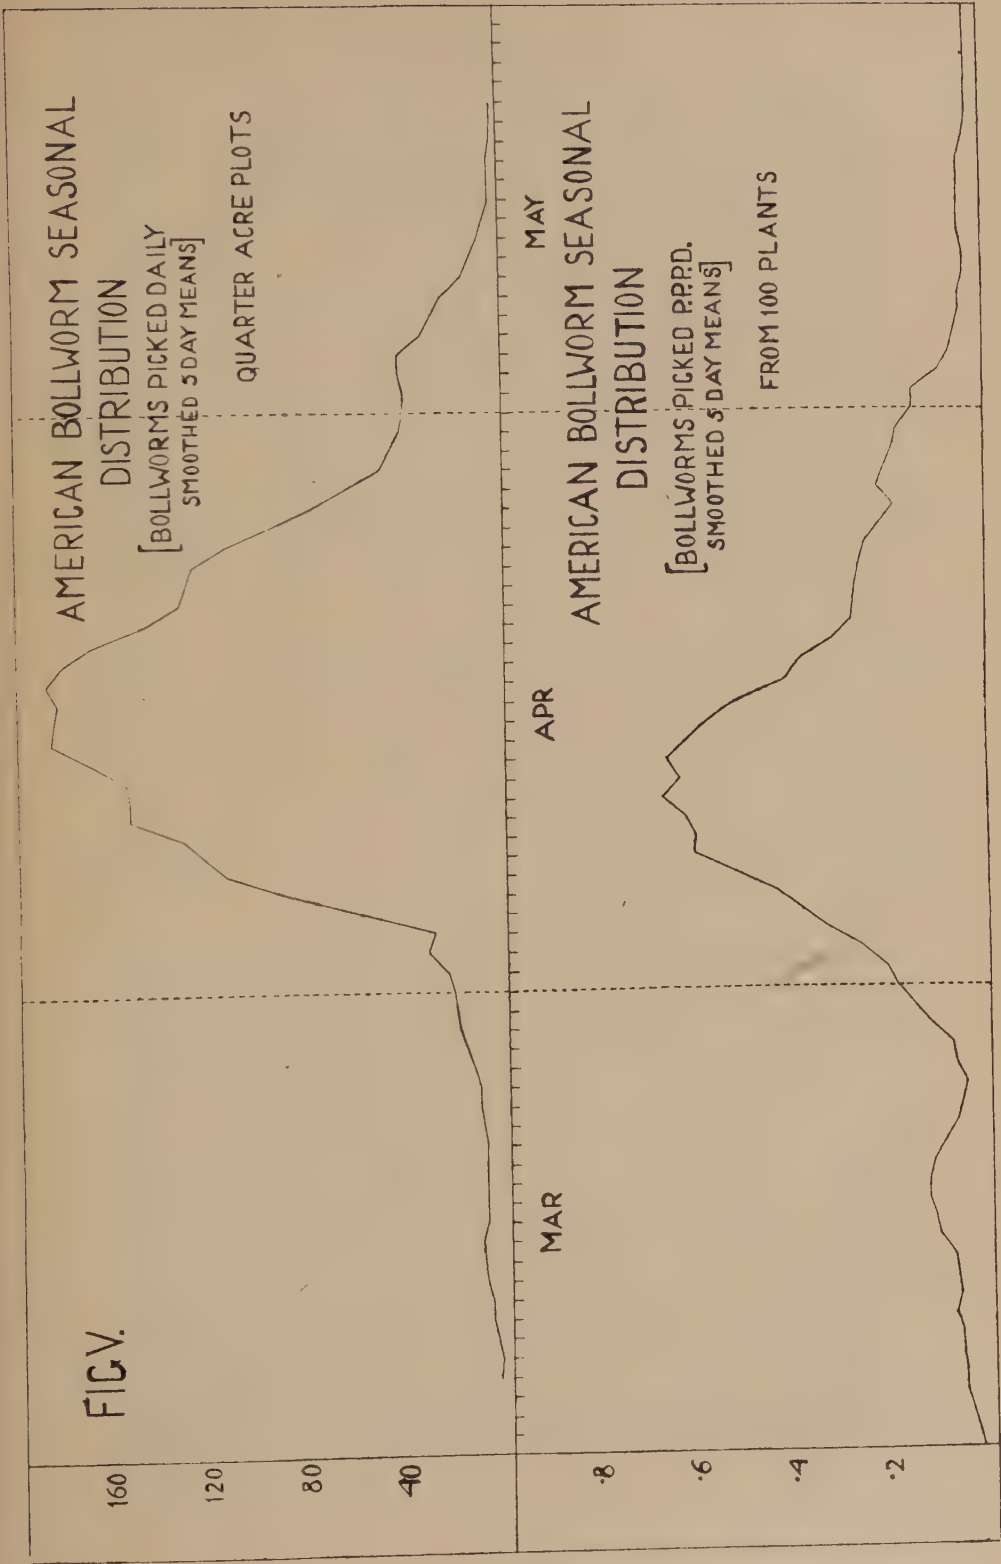 FIG V.
AMERICAN BOLLWORM SEASONAL
DISTRIBUTION
[BOLLWORMS PICKED DAILY
SMOOTHED 5 DAY MEANS]
QUARTER ACRE PLOTS
160
120
80
40
MAR
APR
MAY
AMERICAN BOLLWORM SEASONAL
DISTRIBUTION
[BOLLWORMS PICKED P.P.P.D.
SMOOTHED 5 DAY MEANS]
FROM 100 PLANTS
.8
.6
.4
.2